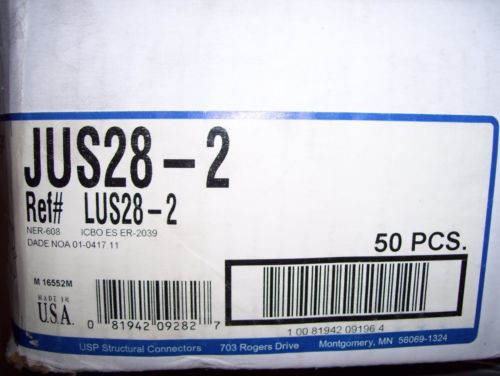 JUS28-2
Ref# LUS28-2
NER-608 ICBO ES ER-2039
DADE NOA 01-0417.11
50 PCS.
M 16552M
MADE IN
U.S.A.
0 81942 09282 7
1 00 81942 09196 4
USP Structural Connectors 703 Rogers Drive Montgomery, MN 56069-1324